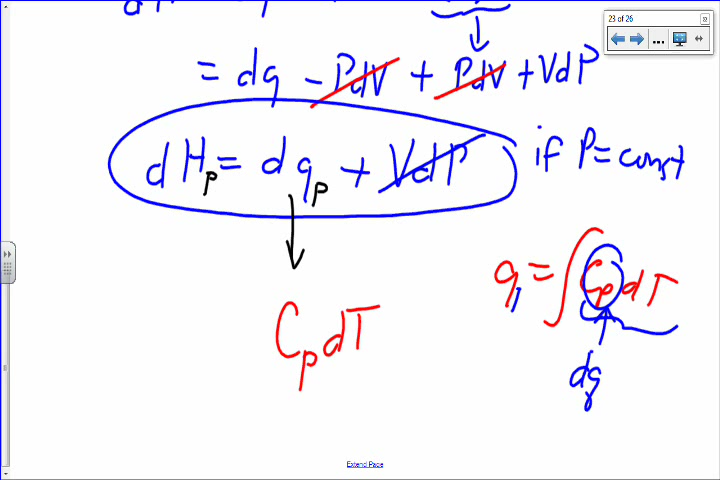 23 of 26
= dq - PdV + PdV + VdP
dH_p = dq_p + VdP if P = const
q = ∫ C_p dT
C_p dT
dq
Extend Page